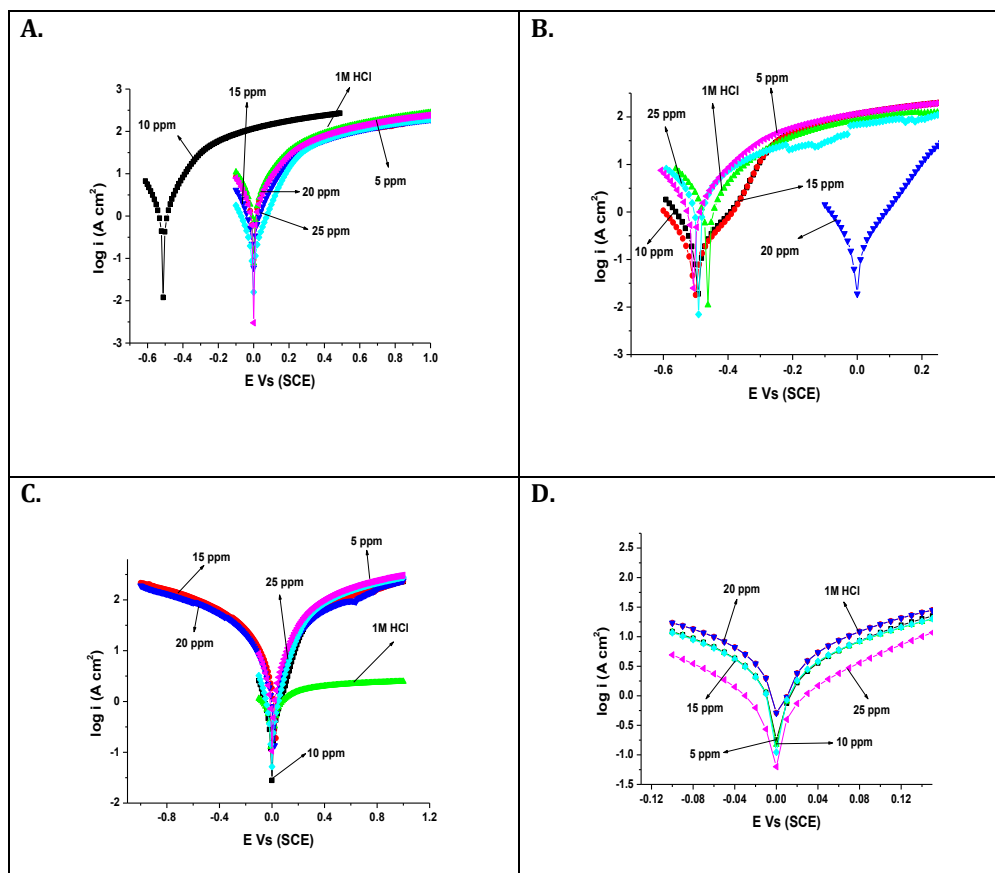 A.
1M HCl
15 ppm
10 ppm
5 ppm
20 ppm
25 ppm
3
2
1
0
-1
-2
-3
-0.6
-0.4
-0.2
0.0
0.2
0.4
0.6
0.8
1.0
log i (A cm²)
E Vs (SCE)
B.
5 ppm
1M HCl
25 ppm
15 ppm
10 ppm
20 ppm
3
2
1
0
-1
-2
-3
-0.6
-0.4
-0.2
0.0
0.2
log i (A cm²)
E Vs (SCE)
C.
5 ppm
15 ppm
25 ppm
20 ppm
1M HCl
10 ppm
4
2
1
0
-1
-2
-0.8
-0.4
0.0
0.4
0.8
1.2
log i (A cm²)
E Vs (SCE)
D.
20 ppm
1M HCl
15 ppm
25 ppm
5 ppm
10 ppm
2.5
2.0
1.5
1.0
0.5
0.0
-0.5
-1.0
-1.5
-0.12
-0.08
-0.04
0.00
0.04
0.08
0.12
log i (A cm²)
E Vs (SCE)